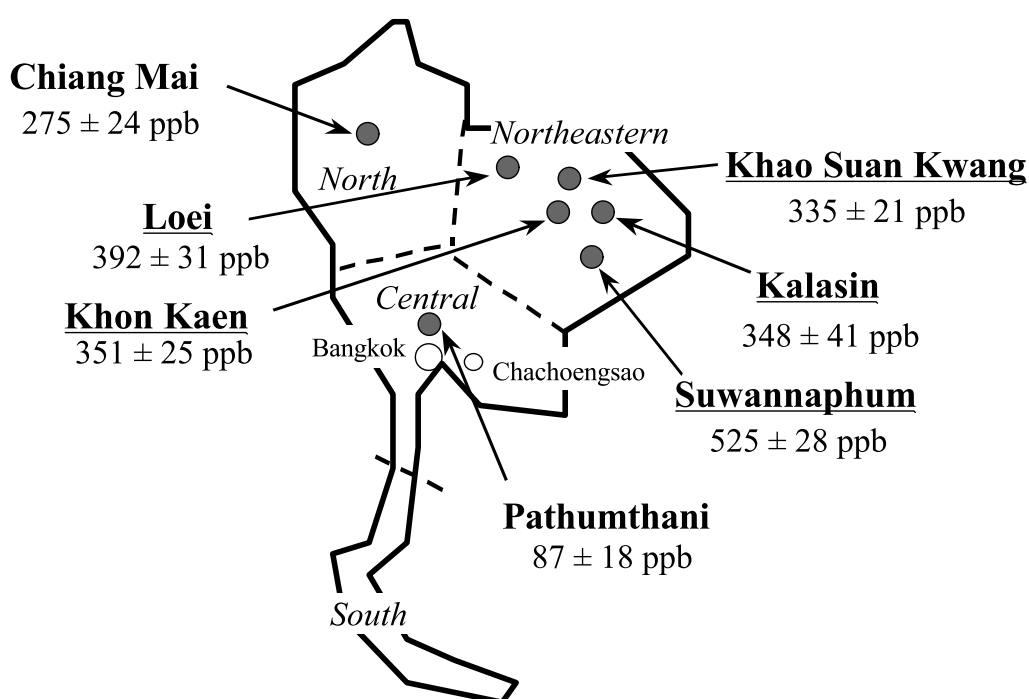 Chiang Mai
275 ± 24 ppb
Northeastern
North
Khao Suan Kwang
335 ± 21 ppb
Loei
392 ± 31 ppb
Kalasin
348 ± 41 ppb
Central
Khon Kaen
351 ± 25 ppb
Bangkok
Chachoengsao
Suwannaphum
525 ± 28 ppb
Pathumthani
87 ± 18 ppb
South